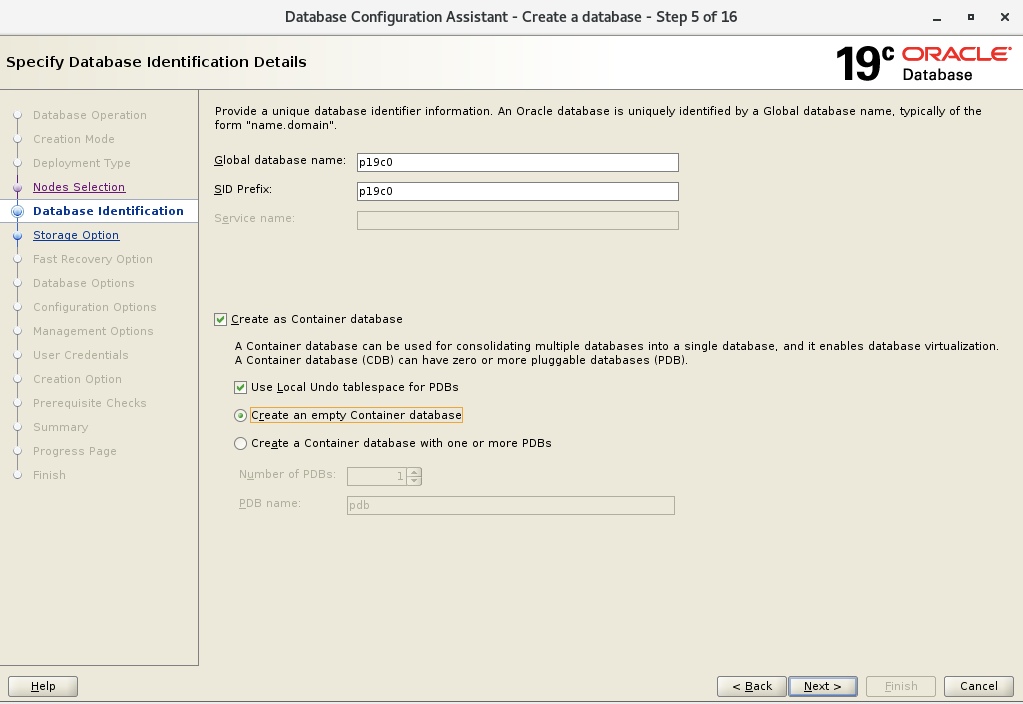 Database Configuration Assistant - Create a database - Step 5 of 16
Specify Database Identification Details
19c ORACLE
Database
Database Operation
Creation Mode
Deployment Type
Nodes Selection
Database Identification
Storage Option
Fast Recovery Option
Database Options
Configuration Options
Management Options
User Credentials
Creation Option
Prerequisite Checks
Summary
Progress Page
Finish
Provide a unique database identifier information. An Oracle database is uniquely identified by a Global database name, typically of the
form "name.domain".
Global database name: p19c0
SID Prefix: p19c0
Service name:
Create as Container database
A Container database can be used for consolidating multiple databases into a single database, and it enables database virtualization.
A Container database (CDB) can have zero or more pluggable databases (PDB).
Use Local Undo tablespace for PDBs
Create an empty Container database
Create a Container database with one or more PDBs
Number of PDBs: 1
PDB name: pdb
Help
< Back
Next >
Finish
Cancel